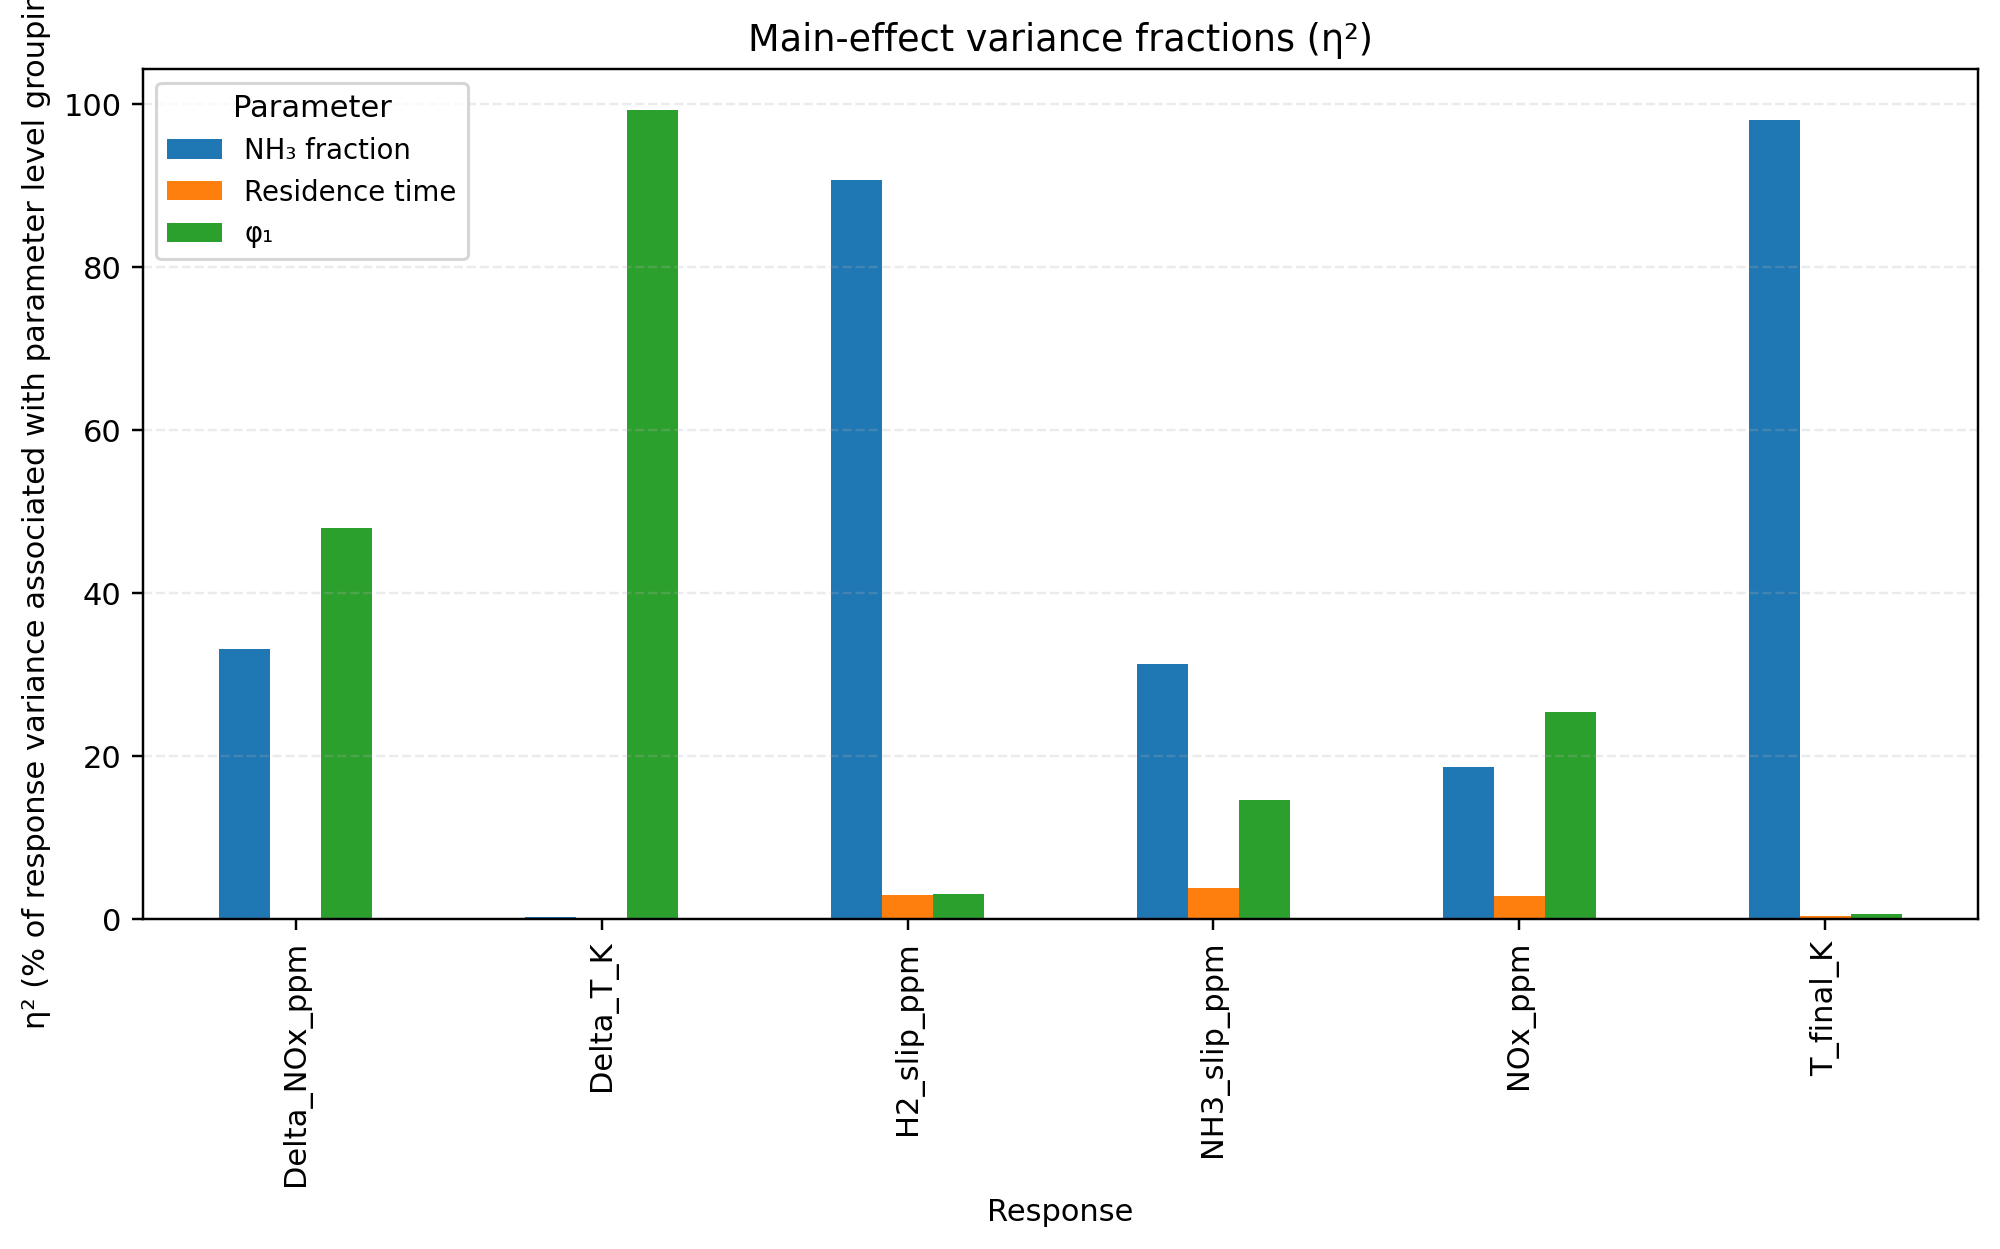 Main-effect variance fractions (η²)
η² (% of response variance associated with parameter level groupin
100
80
60
40
20
0
Parameter
NH₃ fraction
Residence time
φ₁
Delta_NOx_ppm
Delta_T_K
H2_slip_ppm
NH3_slip_ppm
NOx_ppm
T_final_K
Response